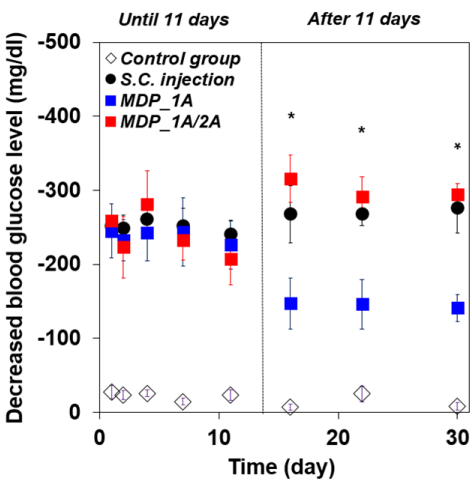 Until 11 days After 11 days
-500
-400
-300
-200
-100
0
Decreased blood glucose level (mg/dl)
Control group
S.C. injection
MDP_1A
MDP_1A/2A
* * *
0 10 20 30
Time (day)